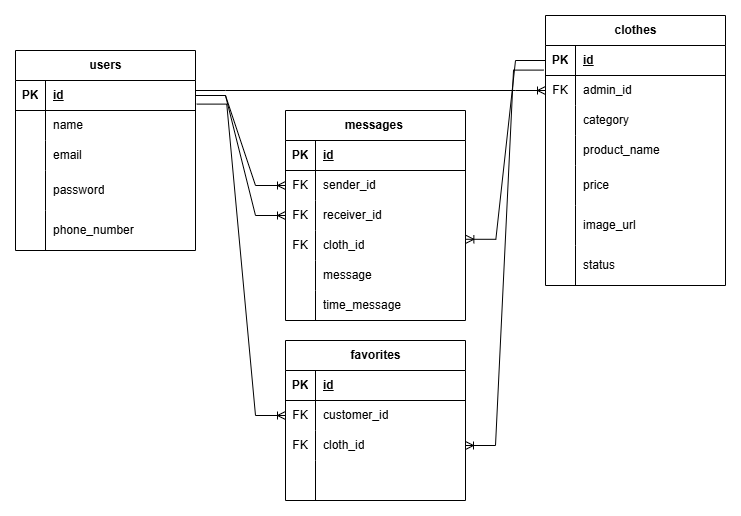 users
PK id
name
email
password
phone_number
messages
PK id
FK sender_id
FK receiver_id
FK cloth_id
message
time_message
favorites
PK id
FK customer_id
FK cloth_id
clothes
PK id
FK admin_id
category
product_name
price
image_url
status